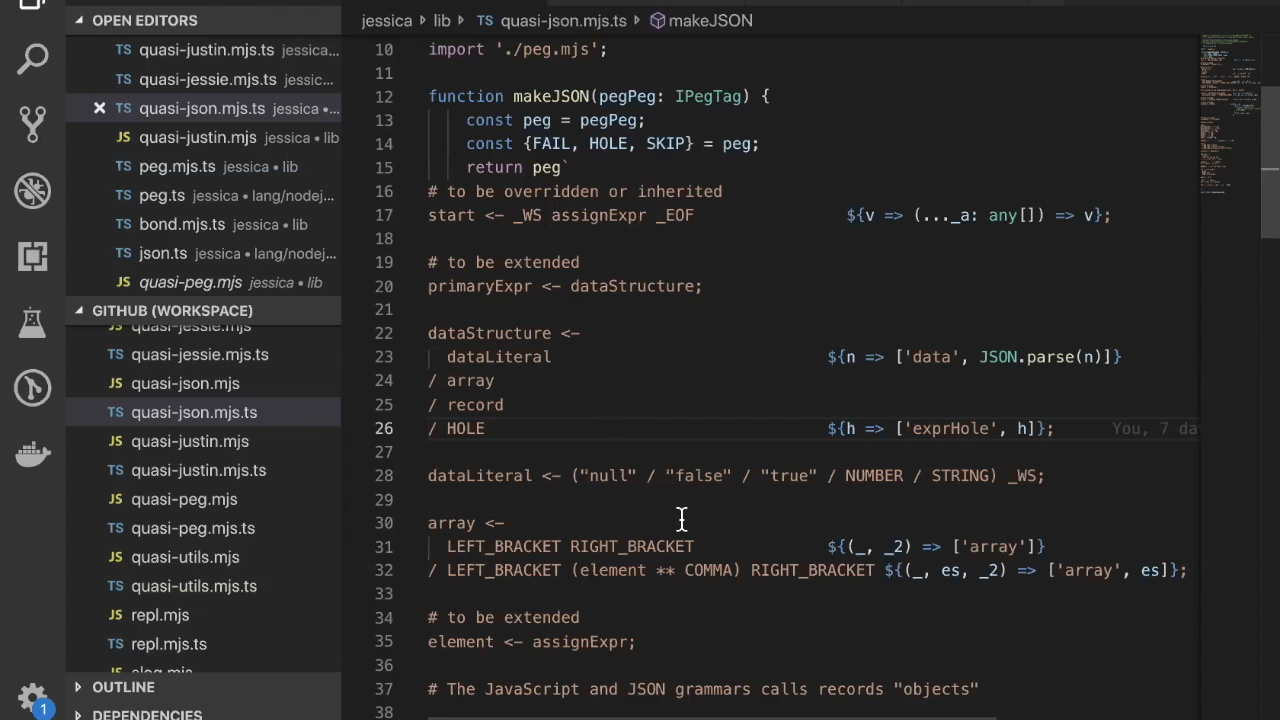 OPEN EDITORS
TS quasi-justin.mjs.ts jessica...
TS quasi-jessie.mjs.ts jessic...
TS quasi-json.mjs.ts jessica • ...
JS quasi-justin.mjs jessica • lib
TS peg.mjs.ts jessica • lib
TS peg.ts jessica • lang/nodej...
TS bond.mjs.ts jessica • lib
TS json.ts jessica • lang/nodej...
JS quasi-peg.mjs jessica • lib
GITHUB (WORKSPACE)
JS quasi-jessie.mjs
TS quasi-jessie.mjs.ts
JS quasi-json.mjs
TS quasi-json.mjs.ts
JS quasi-justin.mjs
TS quasi-justin.mjs.ts
JS quasi-peg.mjs
TS quasi-peg.mjs.ts
JS quasi-utils.mjs
TS quasi-utils.mjs.ts
JS repl.mjs
TS repl.mjs.ts
OUTLINE
DEPENDENCIES
1
jessica › lib › TS quasi-json.mjs.ts › makeJSON
10 import './peg.mjs';
11
12 function makeJSON(pegPeg: IPegTag) {
13 const peg = pegPeg;
14 const {FAIL, HOLE, SKIP} = peg;
15 return peg`
16 # to be overridden or inherited
17 start <- _WS assignExpr _EOF ${v => (..._a: any[]) => v};
18
19 # to be extended
20 primaryExpr <- dataStructure;
21
22 dataStructure <-
23 dataLiteral ${n => ['data', JSON.parse(n)]}
24 / array
25 / record
26 / HOLE ${h => ['exprHole', h]}; You, 7 da
27
28 dataLiteral <- ("null" / "false" / "true" / NUMBER / STRING) _WS;
29
30 array <-
31 LEFT_BRACKET RIGHT_BRACKET ${(_, _2) => ['array']}
32 / LEFT_BRACKET (element ** COMMA) RIGHT_BRACKET ${(_, es, _2) => ['array', es]};
33
34 # to be extended
35 element <- assignExpr;
36
37 # The JavaScript and JSON grammars calls records "objects"
38